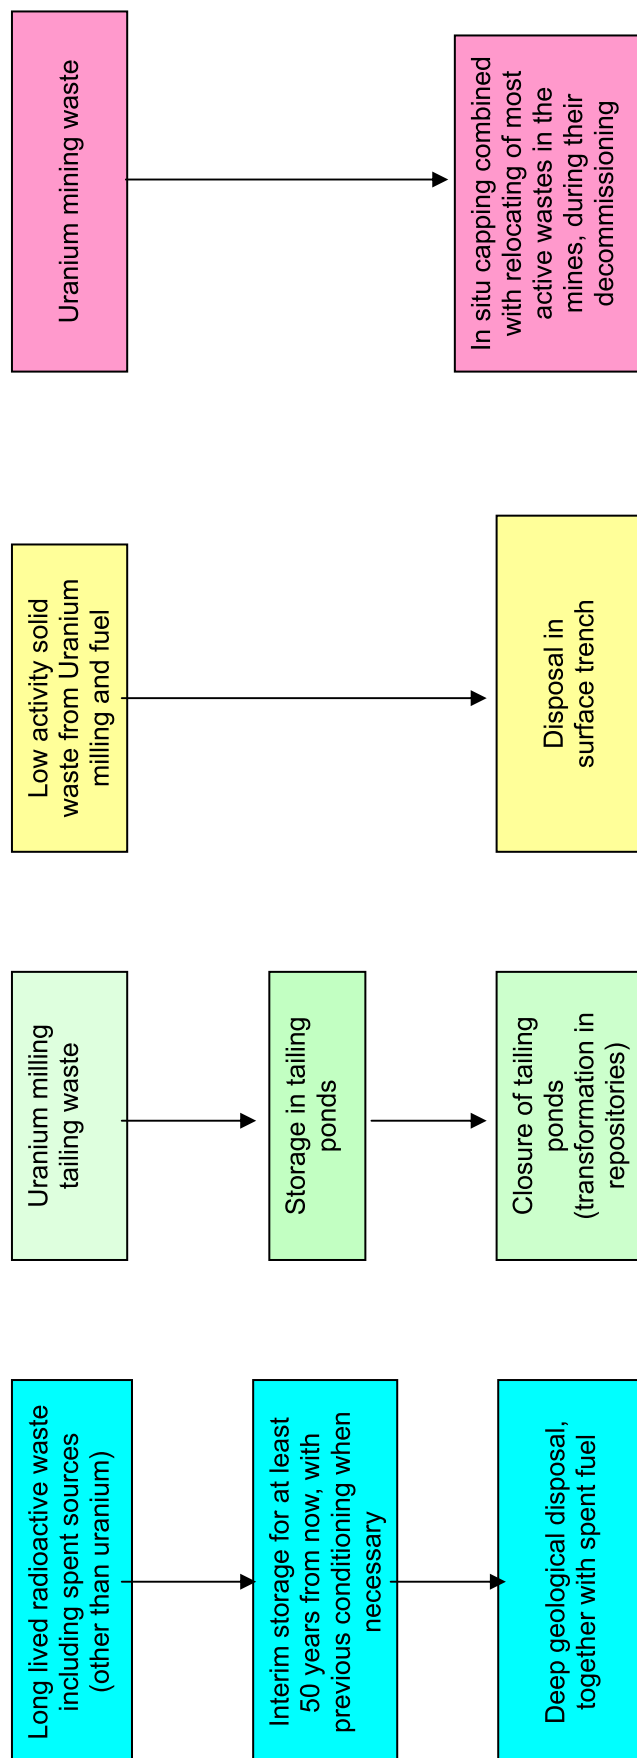 Long lived radioactive waste
including spent sources
(other than uranium)
Interim storage for at least
50 years from now, with
previous conditioning when
necessary
Deep geological disposal,
together with spent fuel
Uranium milling
tailing waste
Storage in tailing
ponds
Closure of tailing
ponds
(transformation in
repositories)
Low activity solid
waste from Uranium
milling and fuel
Disposal in
surface trench
Uranium mining waste
In situ capping combined
with relocating of most
active wastes in the
mines, during their
decommissioning